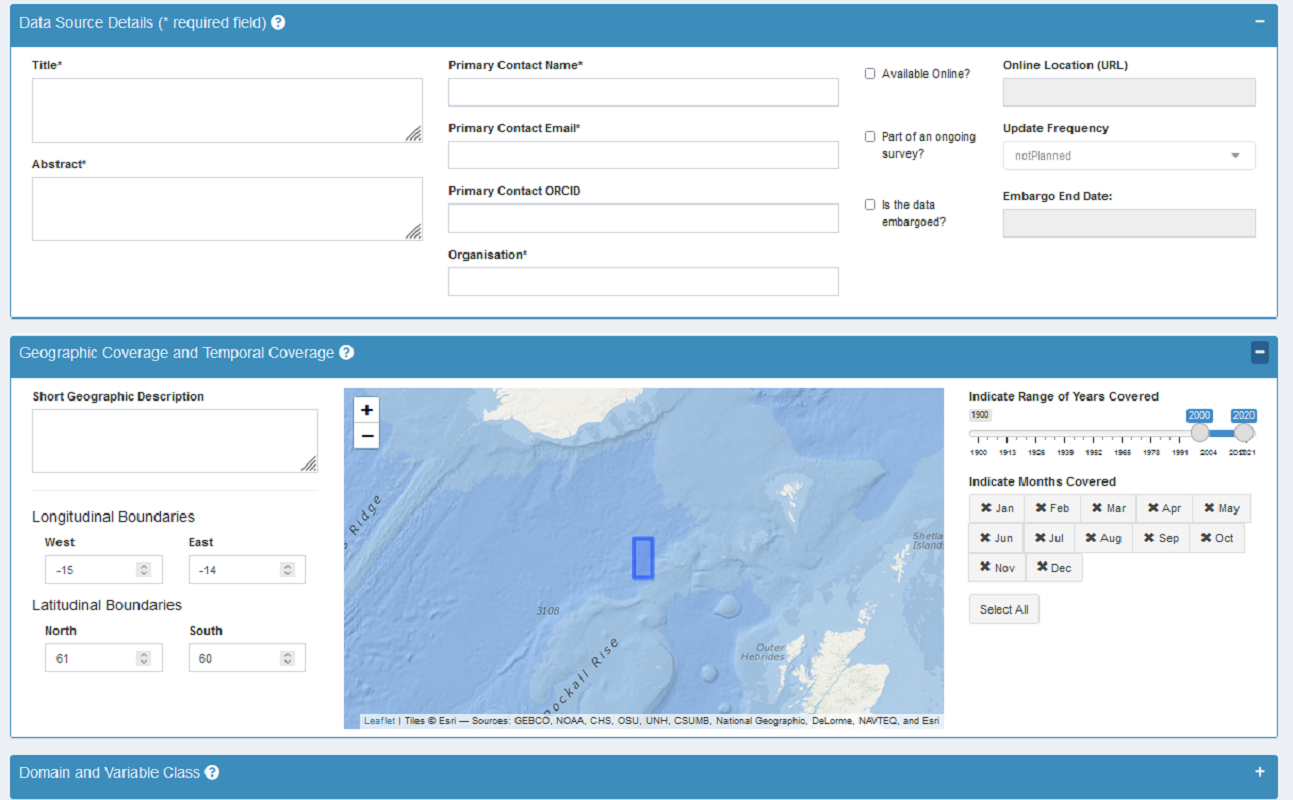 Data Source Details (* required field) ?
Title*
Abstract*
Primary Contact Name*
Primary Contact Email*
Primary Contact ORCID
Organisation*
Available Online?
Part of an ongoing
survey?
Is the data
embargoed?
Online Location (URL)
Update Frequency
notPlanned
Embargo End Date:
Geographic Coverage and Temporal Coverage ?
Short Geographic Description
Longitudinal Boundaries
West East
-15 -14
Latitudinal Boundaries
North South
61 60
+
−
Ridge
3108
Rockall Rise
Outer
Hebrides
Leaflet | Tiles © Esri — Sources: GEBCO, NOAA, CHS, OSU, UNH, CSUMB, National Geographic, DeLorme, NAVTEQ, and Esri
Indicate Range of Years Covered
1900 2000 2020
1900 1913 1926 1939 1952 1965 1978 1991 2004
Indicate Months Covered
✖ Jan ✖ Feb ✖ Mar ✖ Apr ✖ May
✖ Jun ✖ Jul ✖ Aug ✖ Sep ✖ Oct
✖ Nov ✖ Dec
Select All
Domain and Variable Class ?